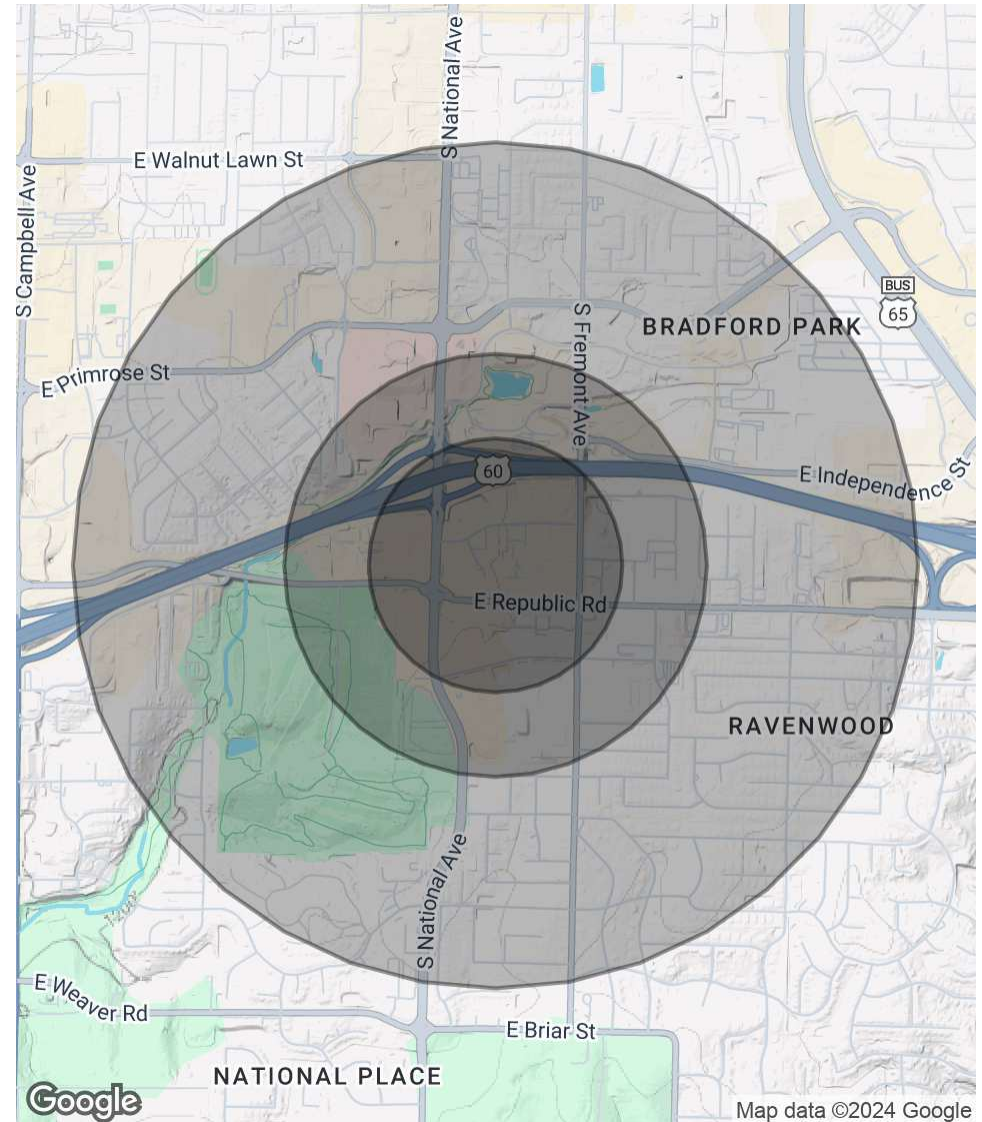 S National Ave
E Walnut Lawn St
S Campbell Ave
BUS
65
S Fremont Ave
BRADFORD PARK
E Primrose St
60
E Independence St
E Republic Rd
RAVENWOOD
S National Ave
E Weaver Rd
E Briar St
NATIONAL PLACE
Google
Map data ©2024 Google